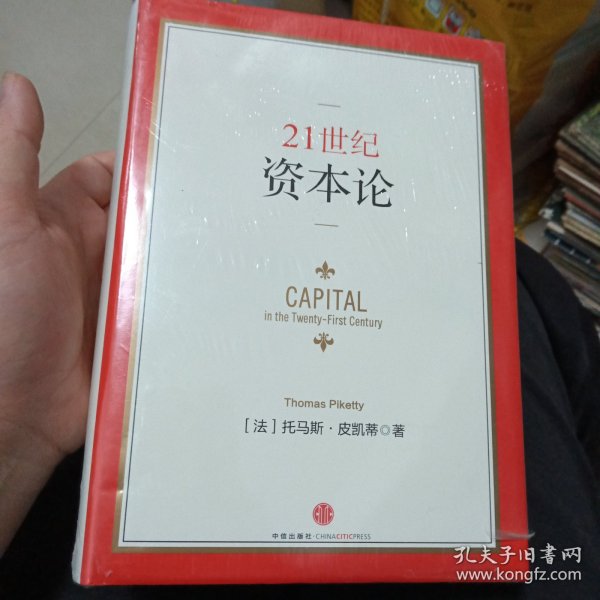 21世纪
资本论
CAPITAL
in the Twenty-First Century
Thomas Piketty
[法]托马斯·皮凯蒂◎著
中信出版社·CHINACITICPRESS
孔夫子旧书网
www.kongfz.com